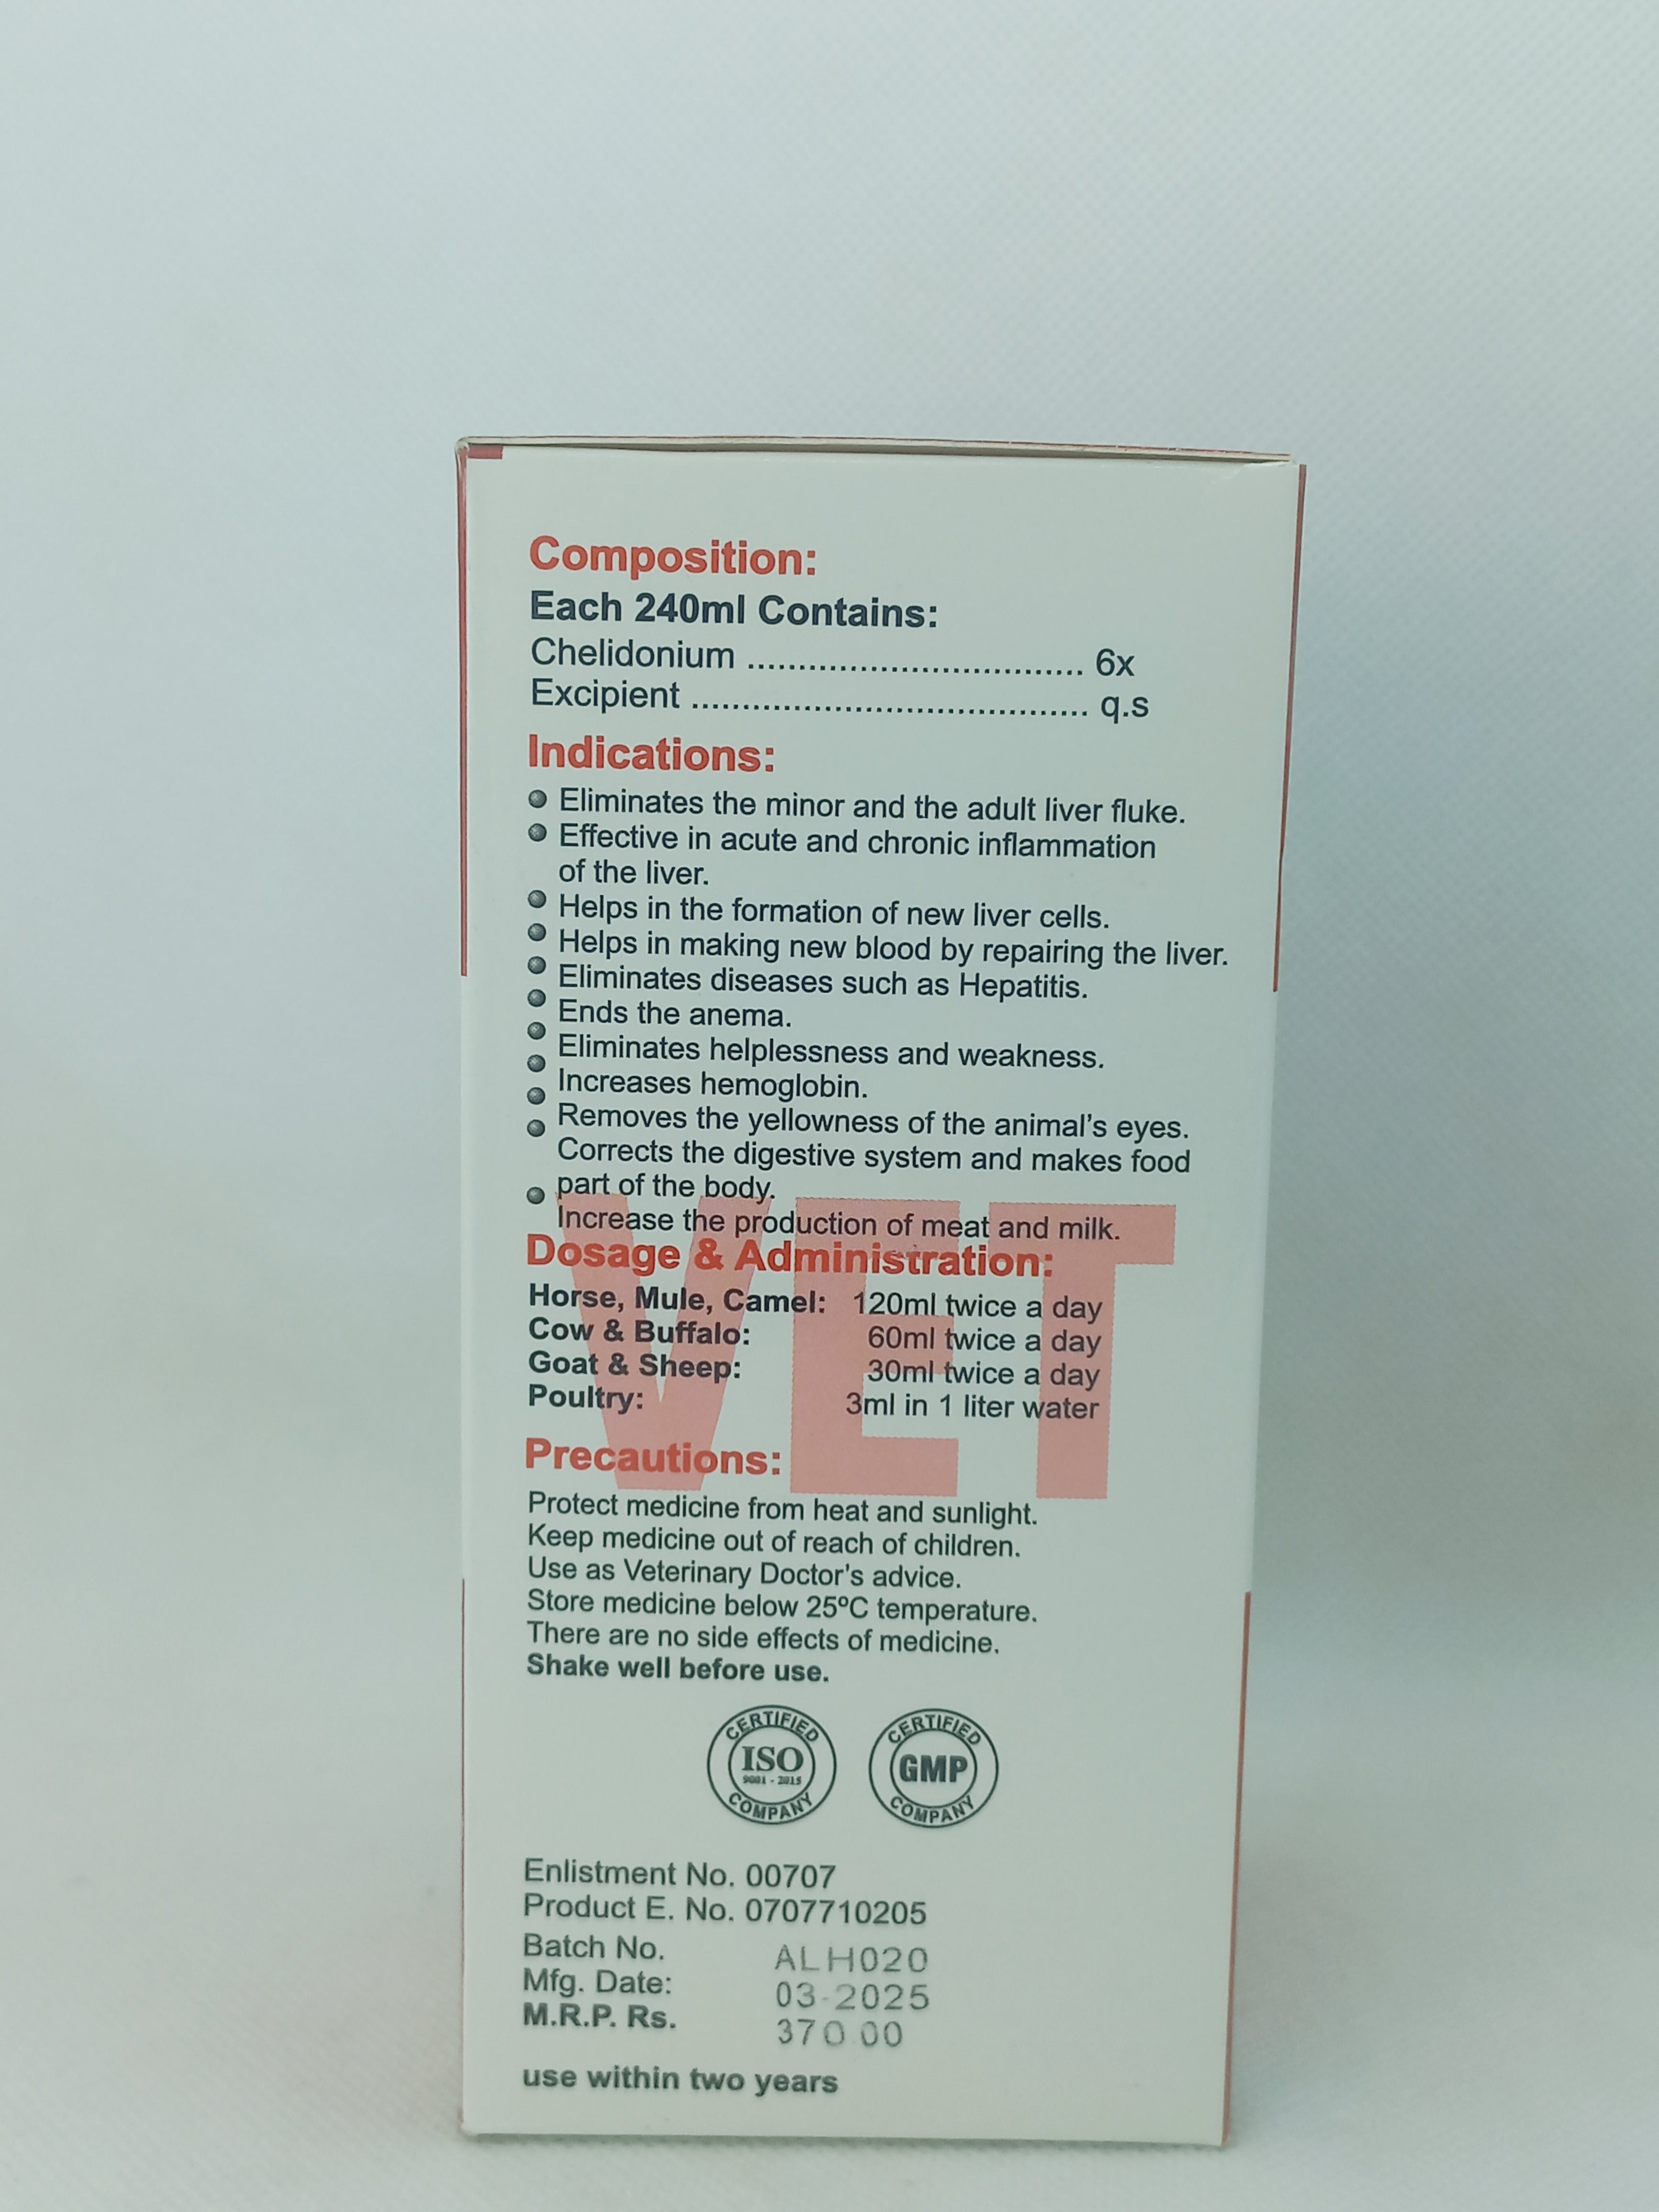 Composition:
Each 240ml Contains:
Chelidonium ................................. 6x
Excipient ....................................... q.s
Indications:
Eliminates the minor and the adult liver fluke.
Effective in acute and chronic inflammation
of the liver.
Helps in the formation of new liver cells.
Helps in making new blood by repairing the liver.
Eliminates diseases such as Hepatitis.
Ends the anema.
Eliminates helplessness and weakness.
Increases hemoglobin.
Removes the yellowness of the animal's eyes.
Corrects the digestive system and makes food
part of the body.
Increase the production of meat and milk.
VET
Dosage & Administration:
Horse, Mule, Camel: 120ml twice a day
Cow & Buffalo: 60ml twice a day
Goat & Sheep: 30ml twice a day
Poultry: 3ml in 1 liter water
Precautions:
Protect medicine from heat and sunlight.
Keep medicine out of reach of children.
Use as Veterinary Doctor's advice.
Store medicine below 25ºC temperature.
There are no side effects of medicine.
Shake well before use.
CERTIFIED ISO 9001 - 2015 COMPANY
CERTIFIED GMP COMPANY
Enlistment No. 00707
Product E. No. 0707710205
Batch No. ALH020
Mfg. Date: 03-2025
M.R.P. Rs. 370.00
use within two years